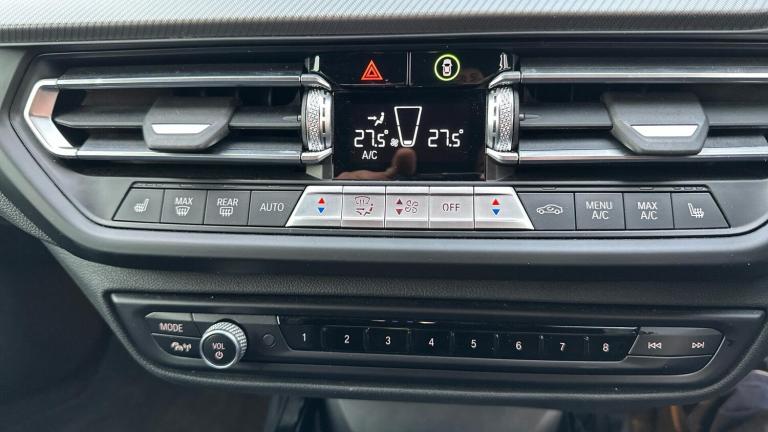 27.5° 27.5°
A/C
MAX REAR AUTO OFF MENU A/C MAX A/C
MODE
VOL 1 2 3 4 5 6 7 8